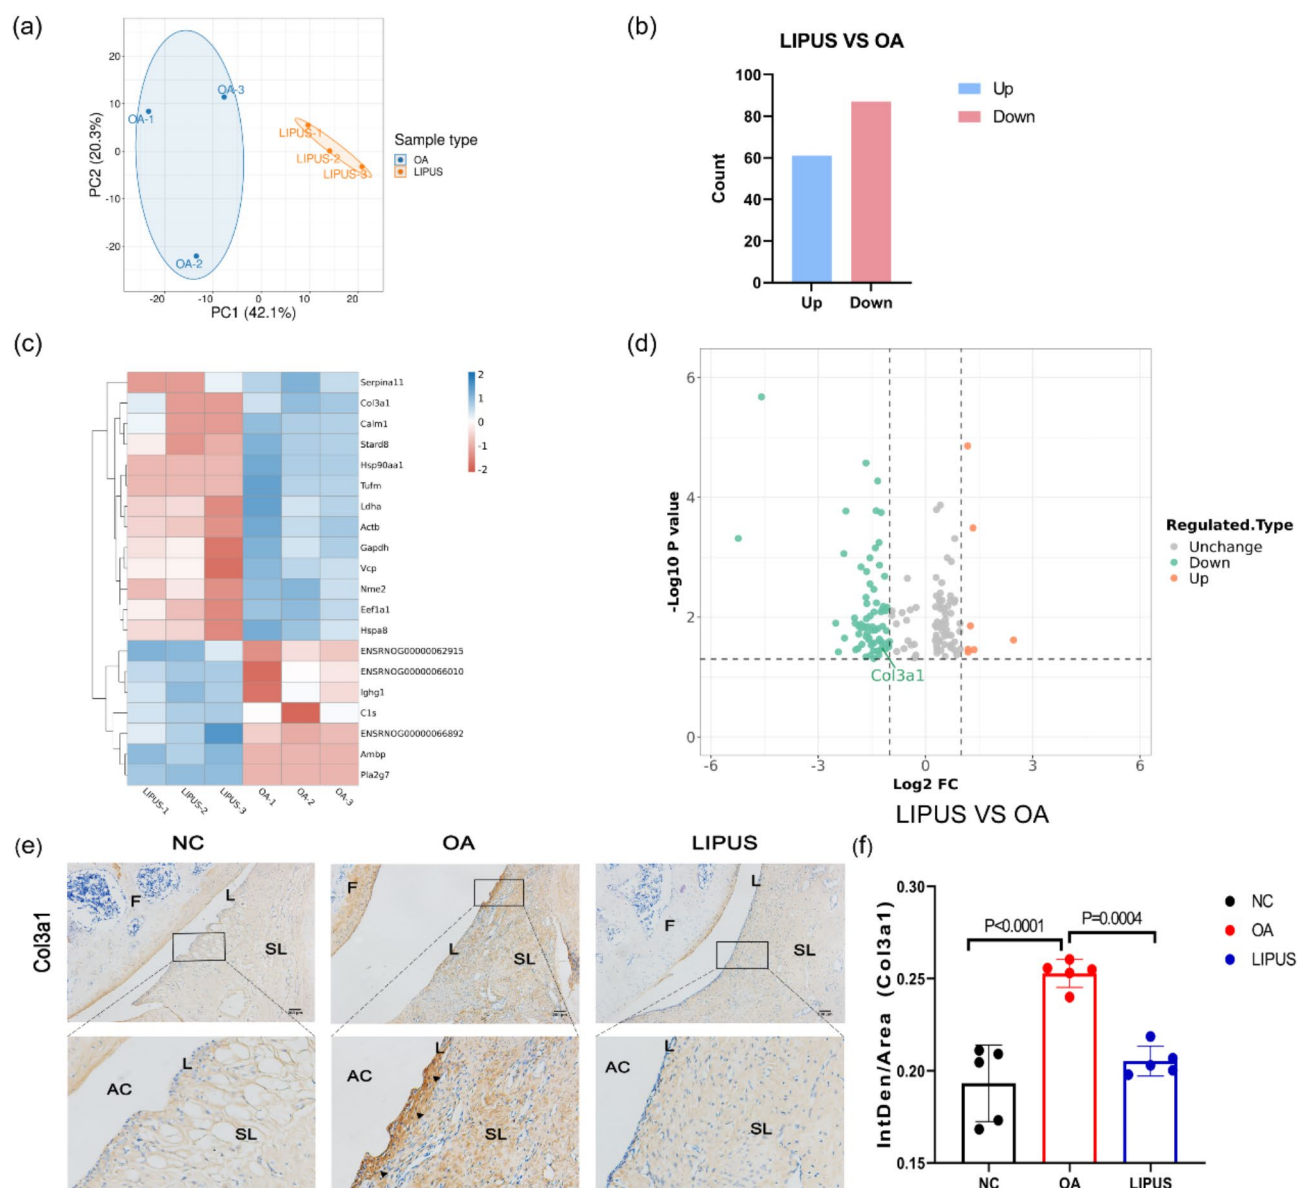 (a)
20
10
0
-10
-20
PC2 (20.3%)
OA-1
OA-3
OA-2
LIPUS-1
LIPUS-2
LIPUS-3
-20
-10
0
10
20
PC1 (42.1%)
Sample type
OA
LIPUS
(b)
LIPUS VS OA
100
80
60
40
20
0
Count
Up
Down
Up
Down
(c)
Serpina11
Col3a1
Calm1
Stard8
Hsp90aa1
Tufm
Ldha
Actb
Gapdh
Vcp
Nme2
Eef1a1
Hspa8
ENSRNOG00000062915
ENSRNOG00000066010
Ighg1
C1s
ENSRNOG00000066892
Ambp
Pla2g7
LIPUS-1
LIPUS-2
LIPUS-3
OA-1
OA-2
OA-3
2
1
0
-1
-2
(d)
6
4
2
0
-Log10 P value
Col3a1
-6
-3
0
3
6
Log2 FC
LIPUS VS OA
Regulated.Type
Unchange
Down
Up
(e)
NC
OA
LIPUS
Col3a1
F
L
SL
F
L
SL
F
L
SL
AC
L
SL
AC
L
SL
AC
L
SL
(f)
0.30
0.25
0.20
0.15
IntDen/Area (Col3a1)
P<0.0001
P=0.0004
NC
OA
LIPUS
NC
OA
LIPUS